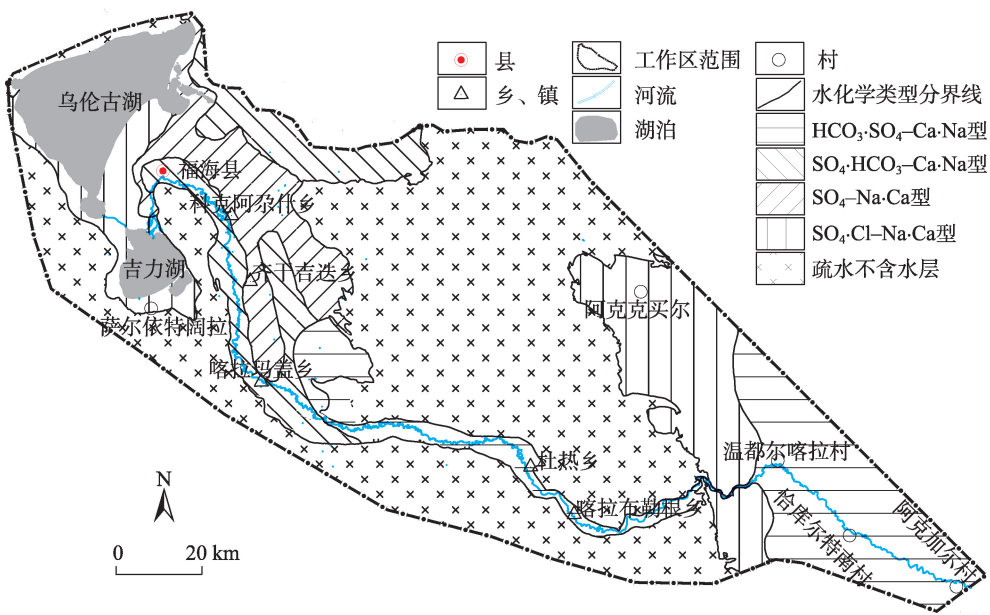 县
工作区范围
村
乡、镇
河流
水化学类型分界线
湖泊
HCO₃·SO₄–Ca·Na型
SO₄·HCO₃–Ca·Na型
SO₄–Na·Ca型
SO₄·Cl–Na·Ca型
疏水不含水层
乌伦古湖
福海县
科克阿尕什乡
吉力湖
齐干吉迭乡
萨尔依特阔拉
阿克克买尔
喀拉玛盖乡
杜热乡
温都尔喀拉村
喀拉布勒根乡
恰库尔特南村
阿克加尔村
N
0 20 km